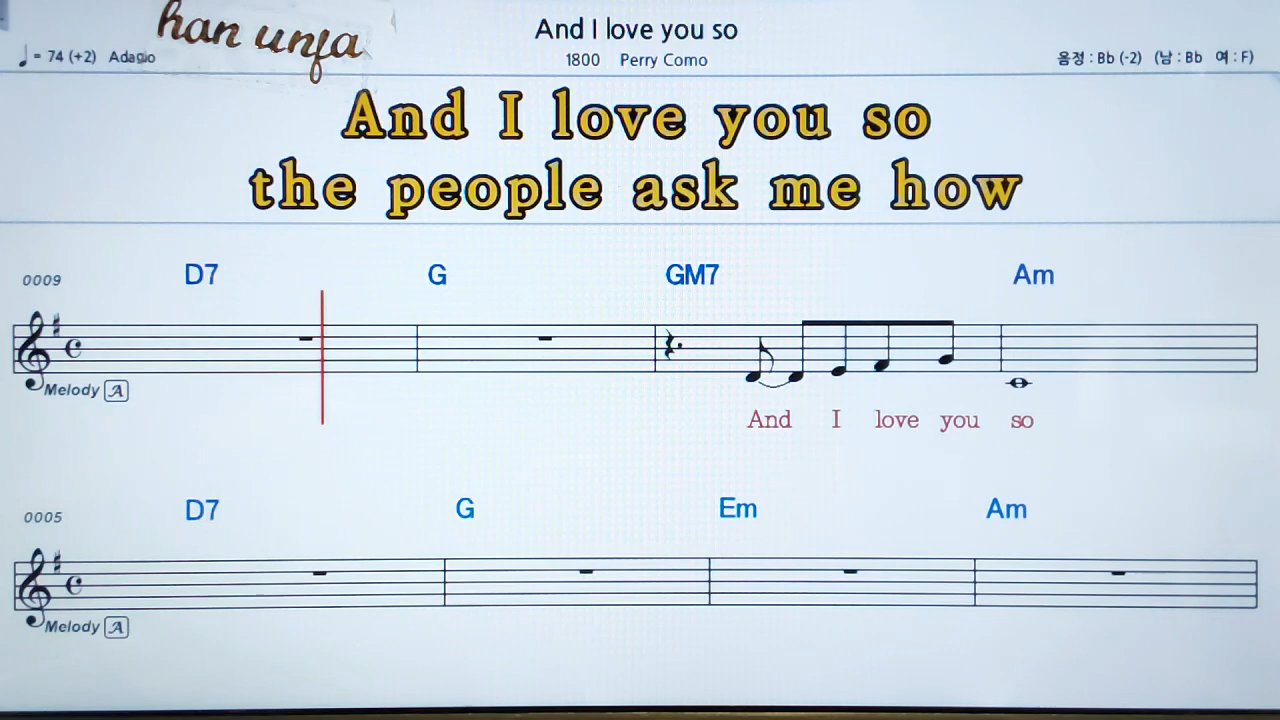 han unja
And I love you so
♩ = 74 (+2) Adagio
1800 Perry Como
음정 : Bb (-2) (남 : Bb 여 : F)
And I love you so
the people ask me how
0009 D7 G GM7 Am
Melody A
And I love you so
0005 D7 G Em Am
Melody A